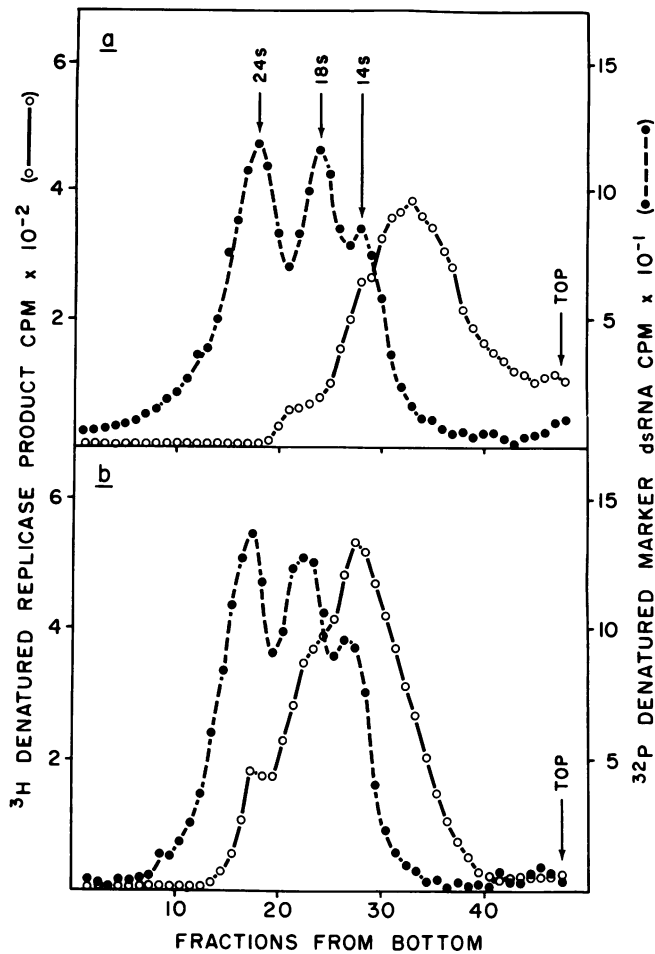 a
24s
18s
14s
TOP
6
4
2
15
10
5
b
TOP
6
4
2
15
10
5
10
20
30
40
FRACTIONS FROM BOTTOM
³H DENATURED REPLICASE PRODUCT CPM x 10⁻² (o——o)
³²P DENATURED MARKER dsRNA CPM x 10⁻¹ (●-----●)